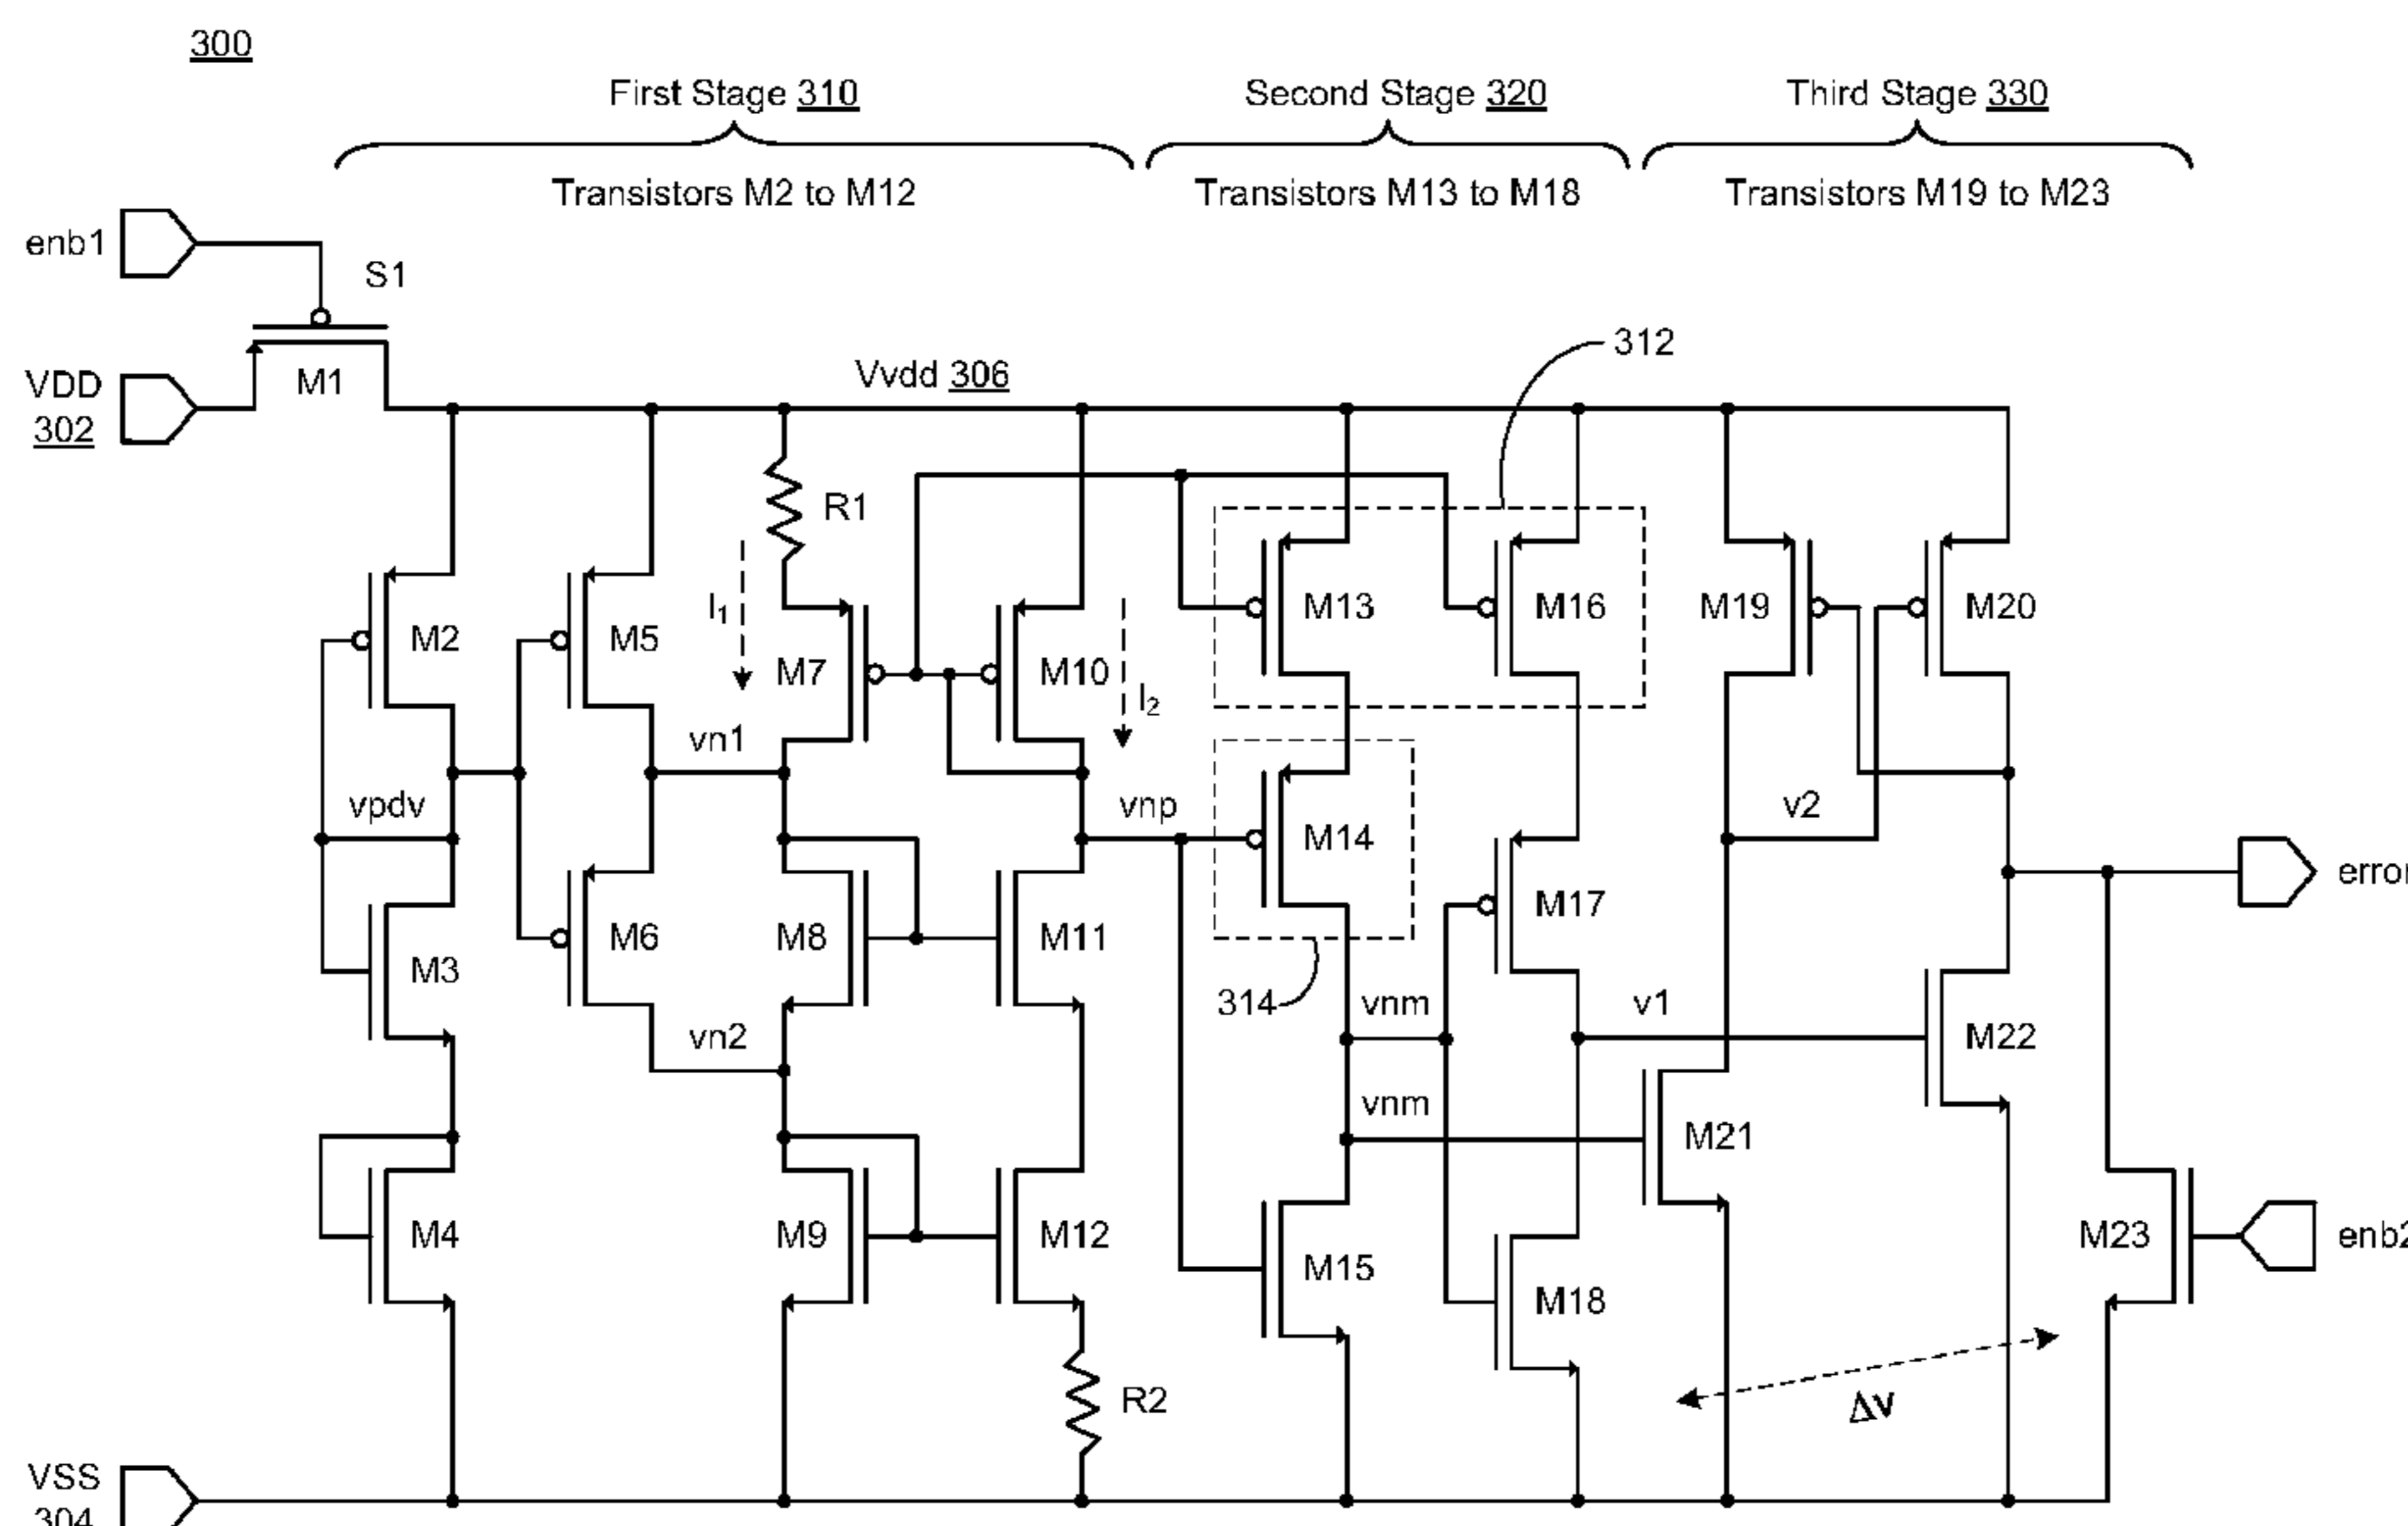 300
First Stage 310
Second Stage 320
Third Stage 330
Transistors M2 to M12
Transistors M13 to M18
Transistors M19 to M23
enb1
S1
M1
VDD
302
Vvdd 306
312
R1
I1
M2
M5
M7
M10
I2
M13
M16
M19
M20
vn1
vpdv
vnp
M14
v2
M17
M3
M6
M8
M11
314
vnm
v1
vn2
M22
vnm
M21
M4
M9
M12
M15
M18
M23
R2
Δv
VSS
304